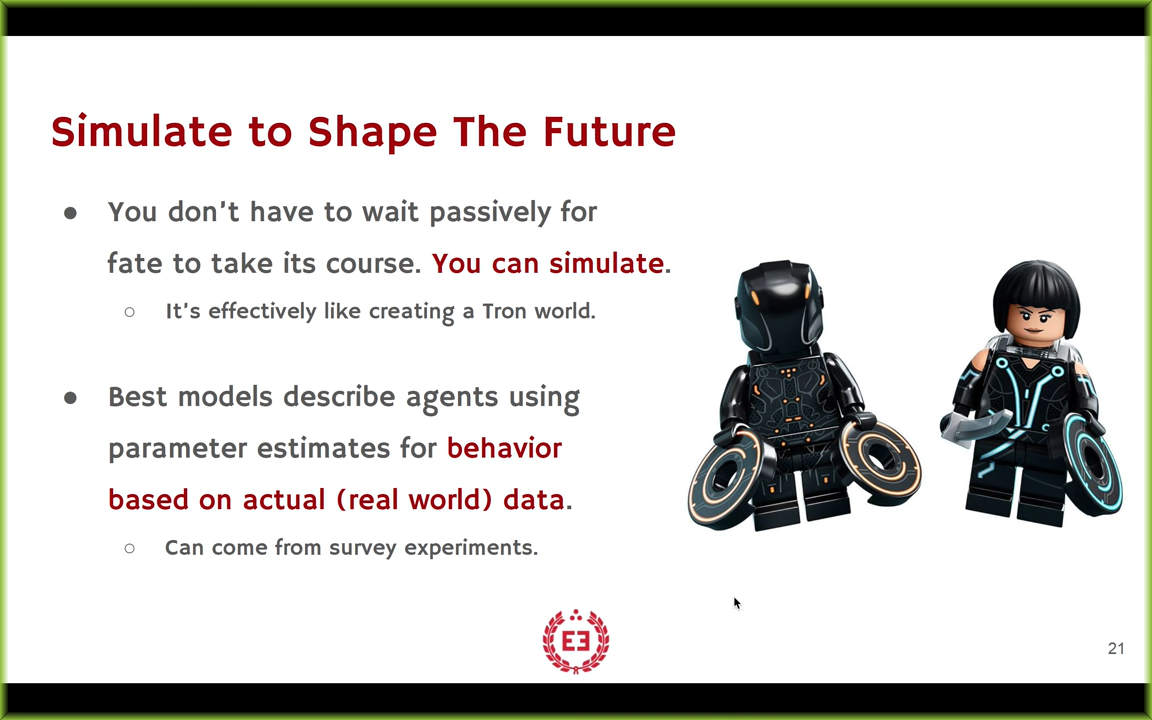 Simulate to Shape The Future
● You don't have to wait passively for
fate to take its course. You can simulate.
○ It's effectively like creating a Tron world.
● Best models describe agents using
parameter estimates for behavior
based on actual (real world) data.
○ Can come from survey experiments.
EE
21